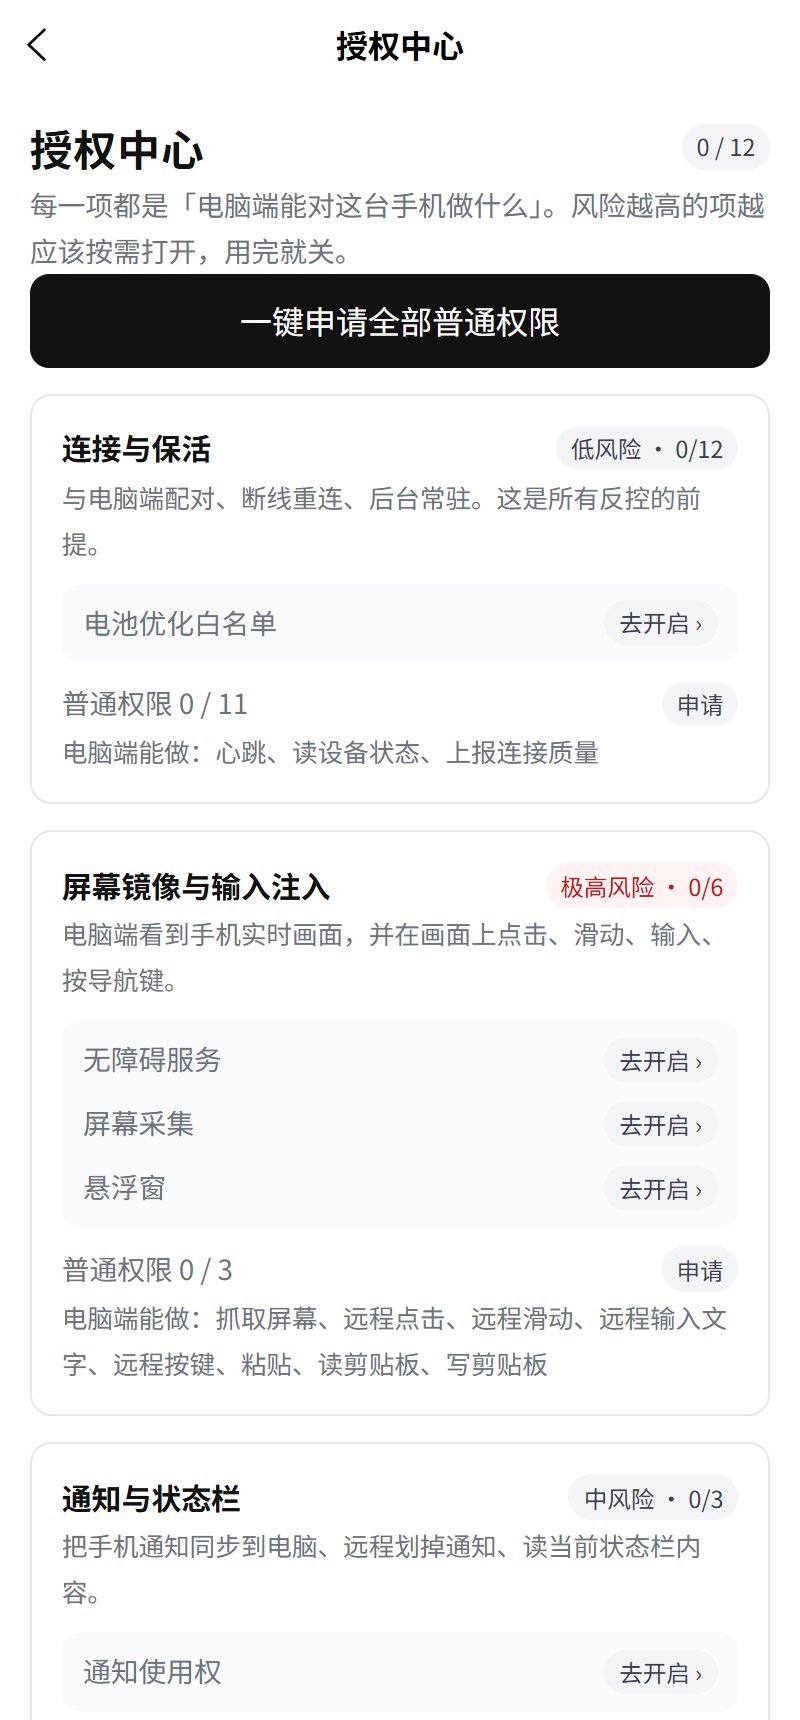 授权中心
授权中心
0 / 12
每一项都是「电脑端能对这台手机做什么」。风险越高的项越
应该按需打开，用完就关。
一键申请全部普通权限
连接与保活
低风险 · 0/12
与电脑端配对、断线重连、后台常驻。这是所有反控的前
提。
电池优化白名单
去开启 ›
普通权限 0 / 11
申请
电脑端能做：心跳、读设备状态、上报连接质量
屏幕镜像与输入注入
极高风险 · 0/6
电脑端看到手机实时画面，并在画面上点击、滑动、输入、
按导航键。
无障碍服务
去开启 ›
屏幕采集
去开启 ›
悬浮窗
去开启 ›
普通权限 0 / 3
申请
电脑端能做：抓取屏幕、远程点击、远程滑动、远程输入文
字、远程按键、粘贴、读剪贴板、写剪贴板
通知与状态栏
中风险 · 0/3
把手机通知同步到电脑、远程划掉通知、读当前状态栏内
容。
通知使用权
去开启 ›